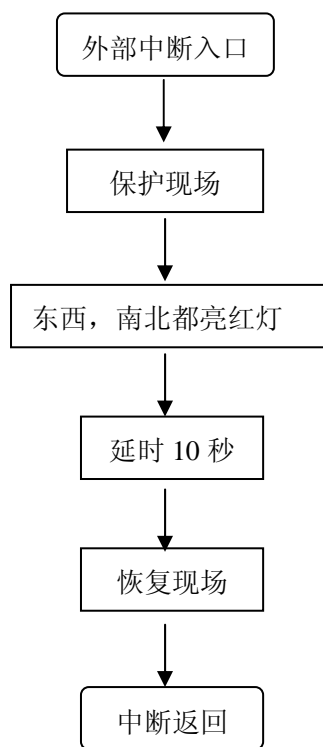 外部中断入口
保护现场
东西，南北都亮红灯
延时 10 秒
恢复现场
中断返回